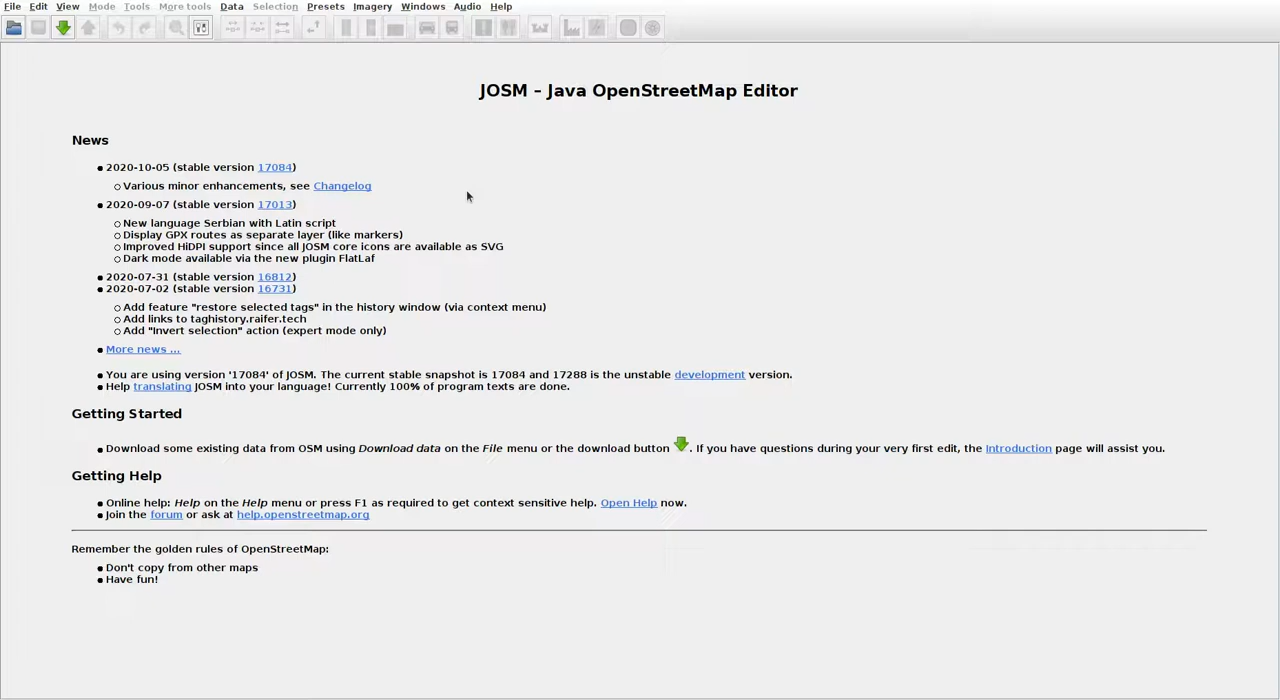 File Edit View Mode Tools More tools Data Selection Presets Imagery Windows Audio Help
JOSM – Java OpenStreetMap Editor
News
2020-10-05 (stable version 17084)
Various minor enhancements, see Changelog
2020-09-07 (stable version 17013)
New language Serbian with Latin script
Display GPX routes as separate layer (like markers)
Improved HiDPI support since all JOSM core icons are available as SVG
Dark mode available via the new plugin FlatLaf
2020-07-31 (stable version 16812)
2020-07-02 (stable version 16731)
Add feature "restore selected tags" in the history window (via context menu)
Add links to taghistory.raifer.tech
Add "Invert selection" action (expert mode only)
More news ...
You are using version '17084' of JOSM. The current stable snapshot is 17084 and 17288 is the unstable development version.
Help translating JOSM into your language! Currently 100% of program texts are done.
Getting Started
Download some existing data from OSM using Download data on the File menu or the download button . If you have questions during your very first edit, the Introduction page will assist you.
Getting Help
Online help: Help on the Help menu or press F1 as required to get context sensitive help. Open Help now.
Join the forum or ask at help.openstreetmap.org
Remember the golden rules of OpenStreetMap:
Don't copy from other maps
Have fun!